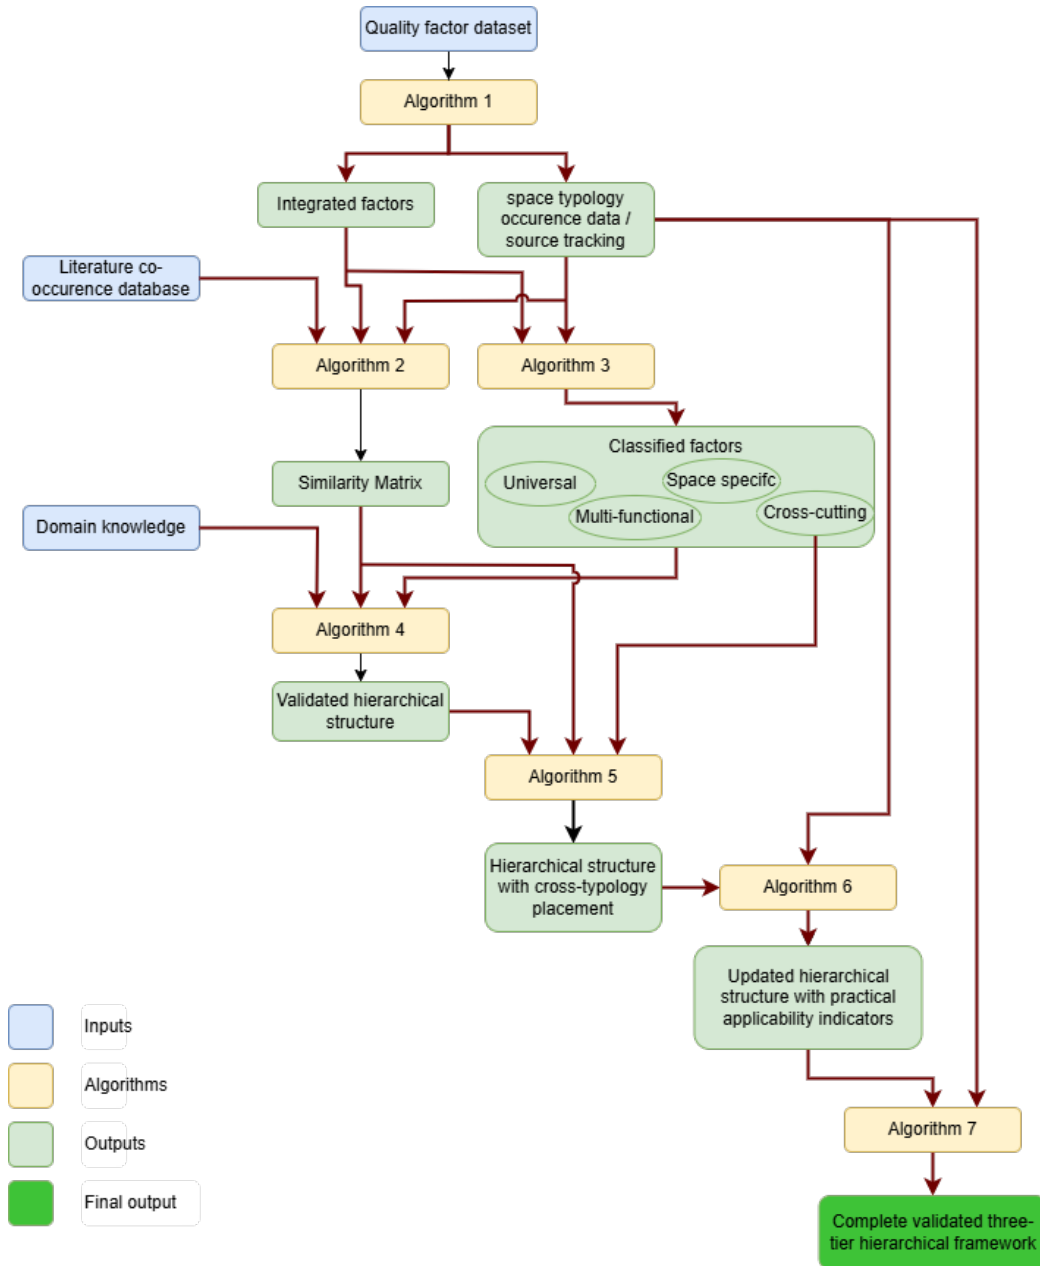 Quality factor dataset
Algorithm 1
Integrated factors
space typology
occurence data /
source tracking
Literature co-
occurence database
Algorithm 2
Algorithm 3
Classified factors
Universal
Space specifc
Multi-functional
Cross-cutting
Similarity Matrix
Domain knowledge
Algorithm 4
Validated hierarchical
structure
Algorithm 5
Hierarchical structure
with cross-typology
placement
Algorithm 6
Updated hierarchical
structure with practical
applicability indicators
Inputs
Algorithms
Outputs
Final output
Algorithm 7
Complete validated three-
tier hierarchical framework